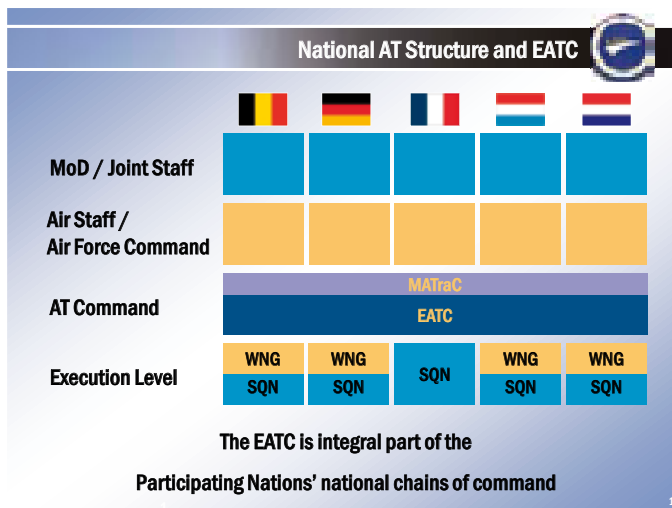 National AT Structure and EATC
MoD / Joint Staff
Air Staff /
Air Force Command
MATraC
AT Command
EATC
WNG WNG WNG WNG
Execution Level
SQN
SQN SQN SQN SQN
The EATC is integral part of the
Participating Nations' national chains of command
1